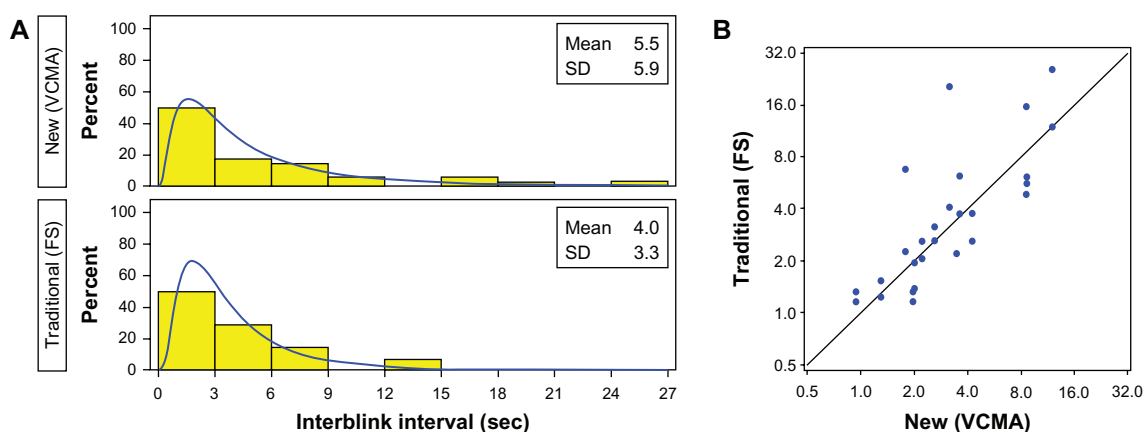 A
New (VCMA)
Percent
100
80
60
40
20
0
Mean 5.5
SD 5.9
Traditional (FS)
Percent
100
80
60
40
20
0
Mean 4.0
SD 3.3
0 3 6 9 12 15 18 21 24 27
Interblink interval (sec)
B
Traditional (FS)
32.0
16.0
8.0
4.0
2.0
1.0
0.5
0.5 1.0 2.0 4.0 8.0 16.0 32.0
New (VCMA)